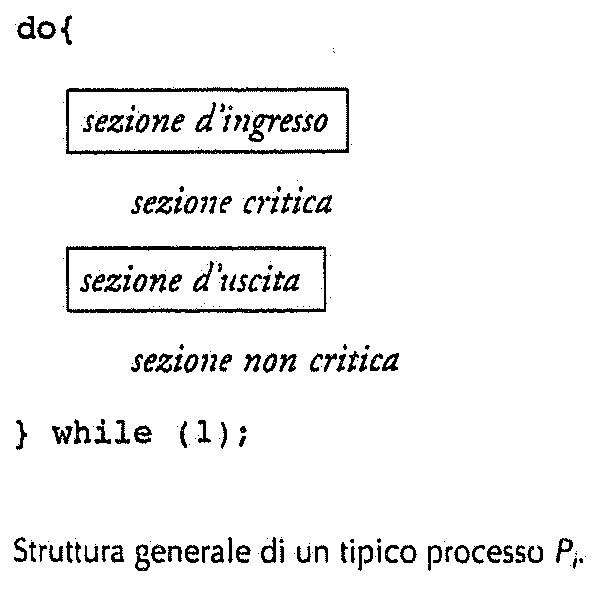 do{
sezione d'ingresso
sezione critica
sezione d'uscita
sezione non critica
} while (1);
Struttura generale di un tipico processo Pi.